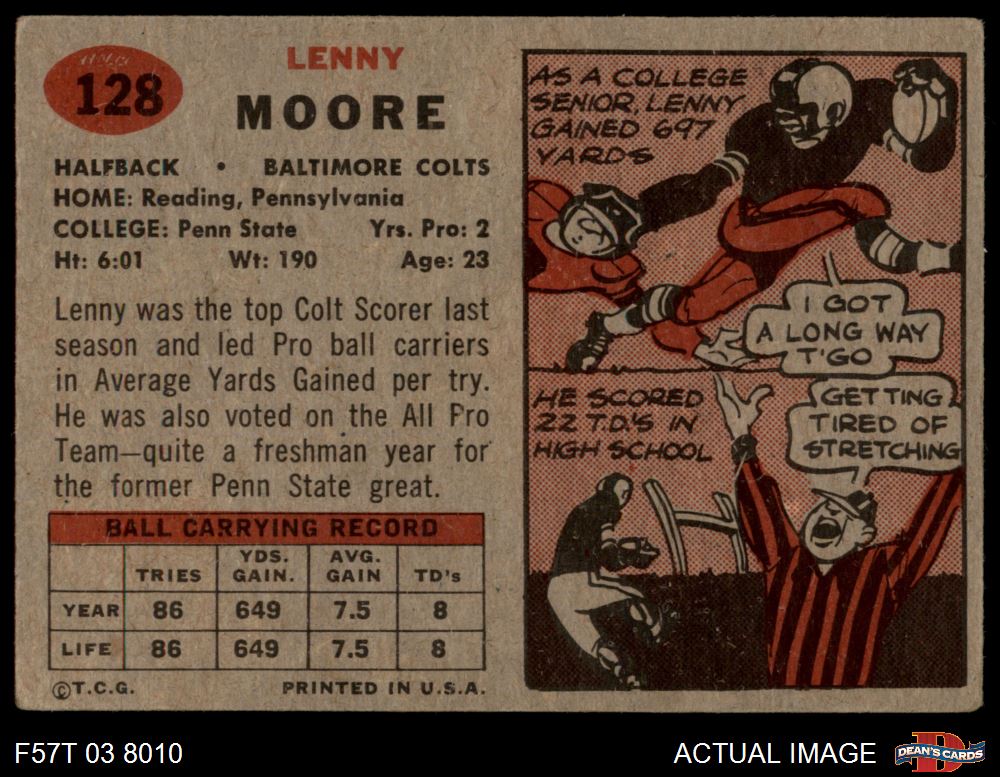 128
LENNY
MOORE
HALFBACK • BALTIMORE COLTS
HOME: Reading, Pennsylvania
COLLEGE: Penn State Yrs. Pro: 2
Ht: 6:01 Wt: 190 Age: 23
Lenny was the top Colt Scorer last
season and led Pro ball carriers
in Average Yards Gained per try.
He was also voted on the All Pro
Team—quite a freshman year for
the former Penn State great.
BALL CARRYING RECORD
TRIES YDS. GAIN. AVG. GAIN TD's
YEAR 86 649 7.5 8
LIFE 86 649 7.5 8
©T.C.G. PRINTED IN U.S.A.
AS A COLLEGE
SENIOR, LENNY
GAINED 697
YARDS
I GOT
A LONG WAY
T'GO
HE SCORED
22 T.D.'S IN
HIGH SCHOOL
GETTING
TIRED OF
STRETCHING
F57T 03 8010
ACTUAL IMAGE
DEAN'S CARDS